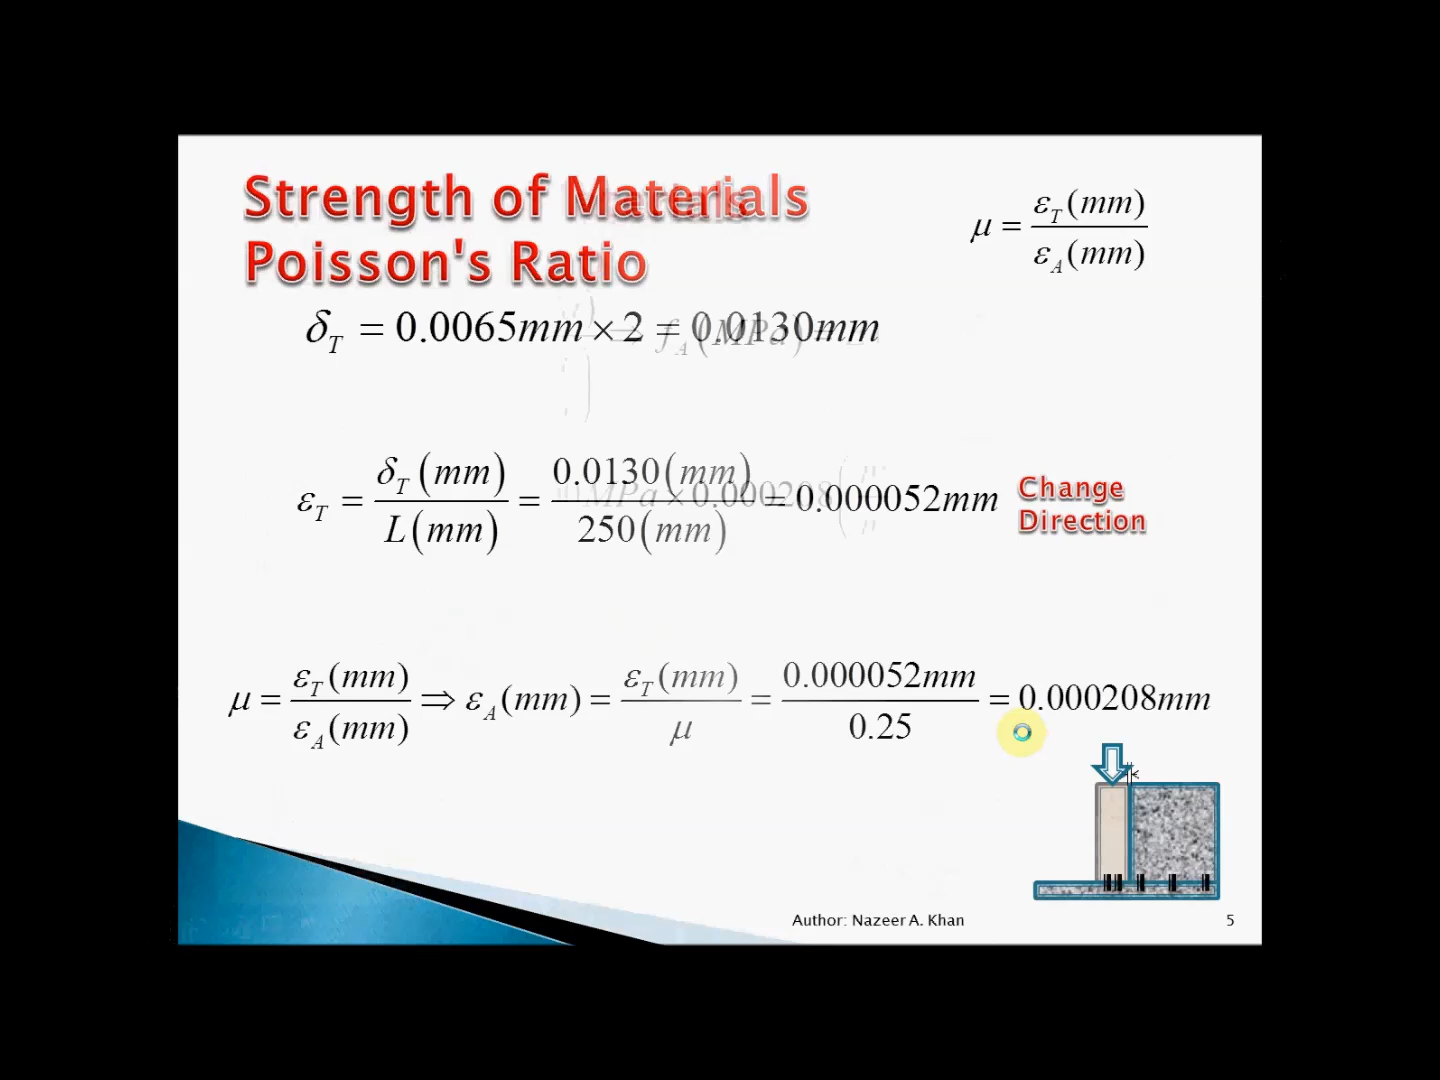 Strength of Materials
Poisson's Ratio
μ = ε_T(mm) / ε_A(mm)
δ_T = 0.0065mm × 2 = 0.0130mm
ε_T = δ_T(mm) / L(mm) = 0.0130(mm) / 250(mm) = 0.000052mm
Change
Direction
μ = ε_T(mm) / ε_A(mm) ⇒ ε_A(mm) = ε_T(mm) / μ = 0.000052mm / 0.25 = 0.000208mm
Author: Nazeer A. Khan
5